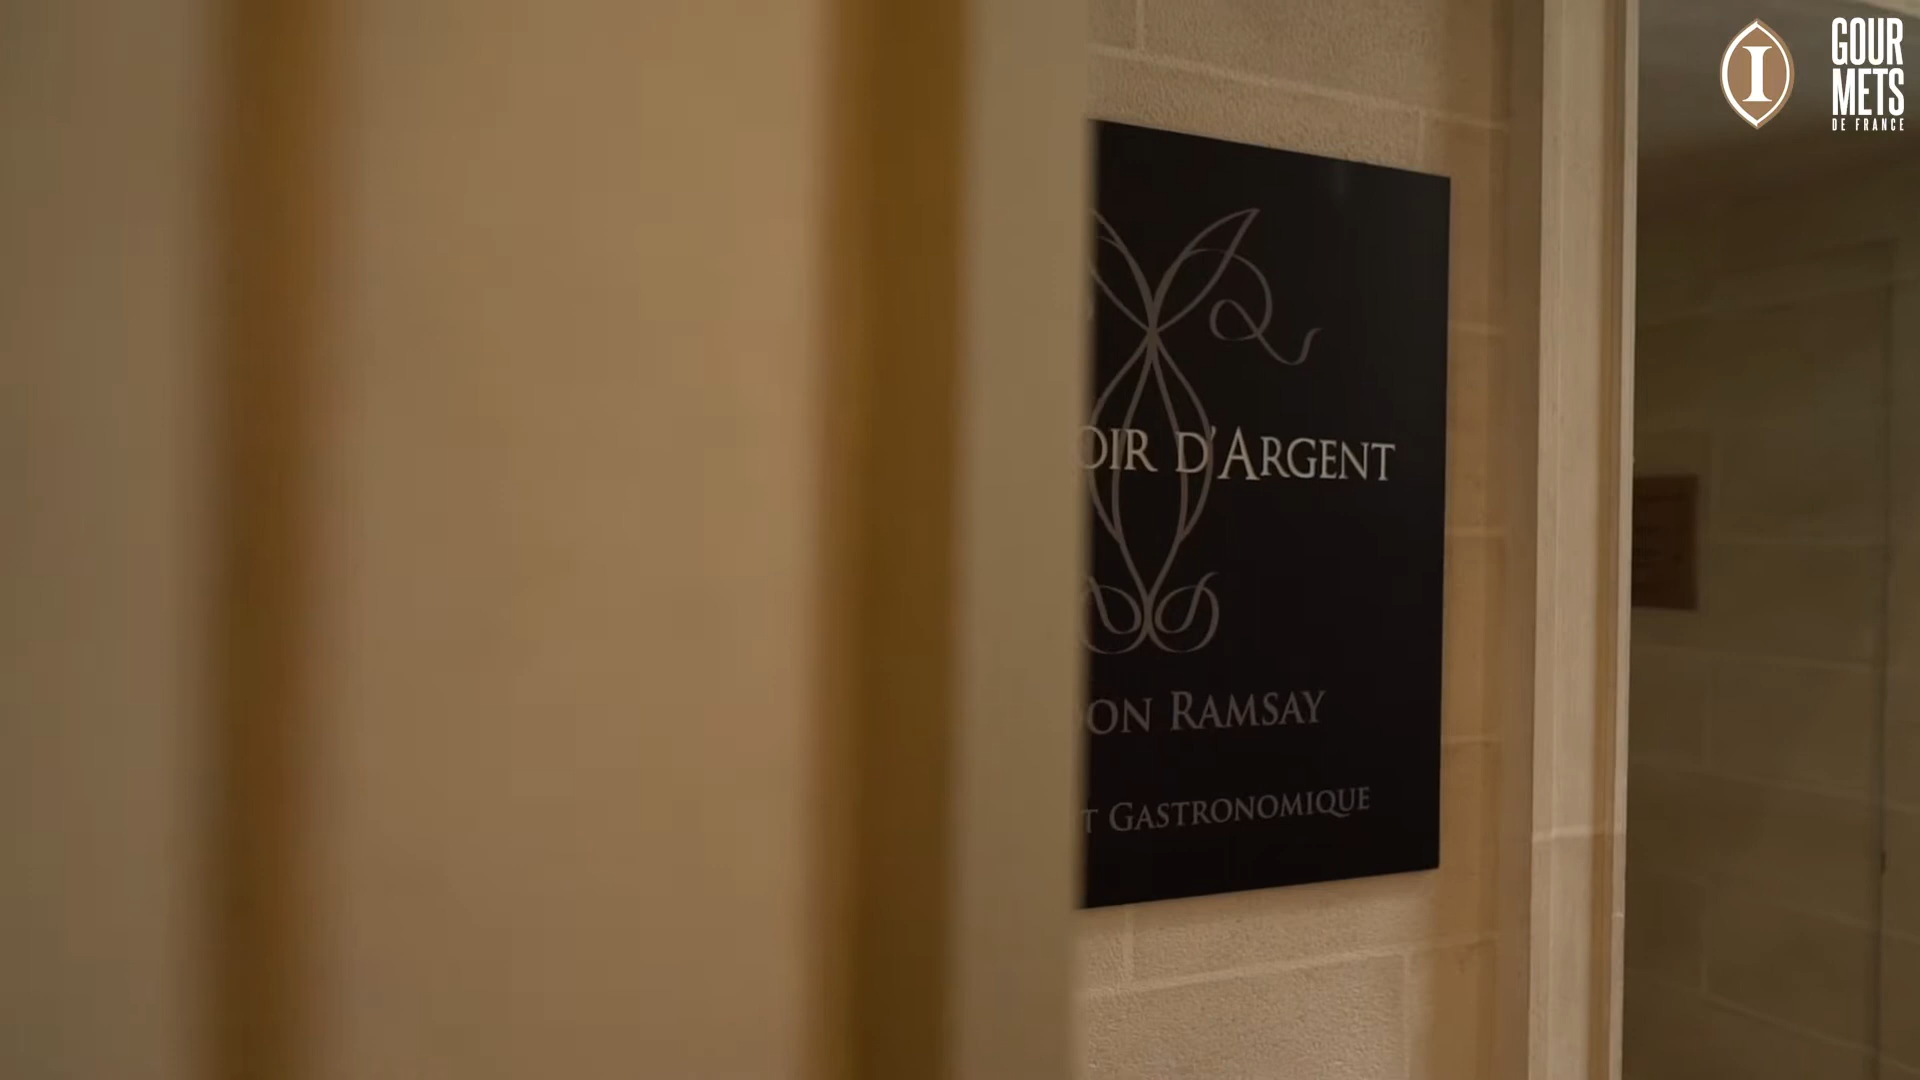 I
GOUR
METS
DE FRANCE
OIR D'ARGENT
ON RAMSAY
T GASTRONOMIQUE